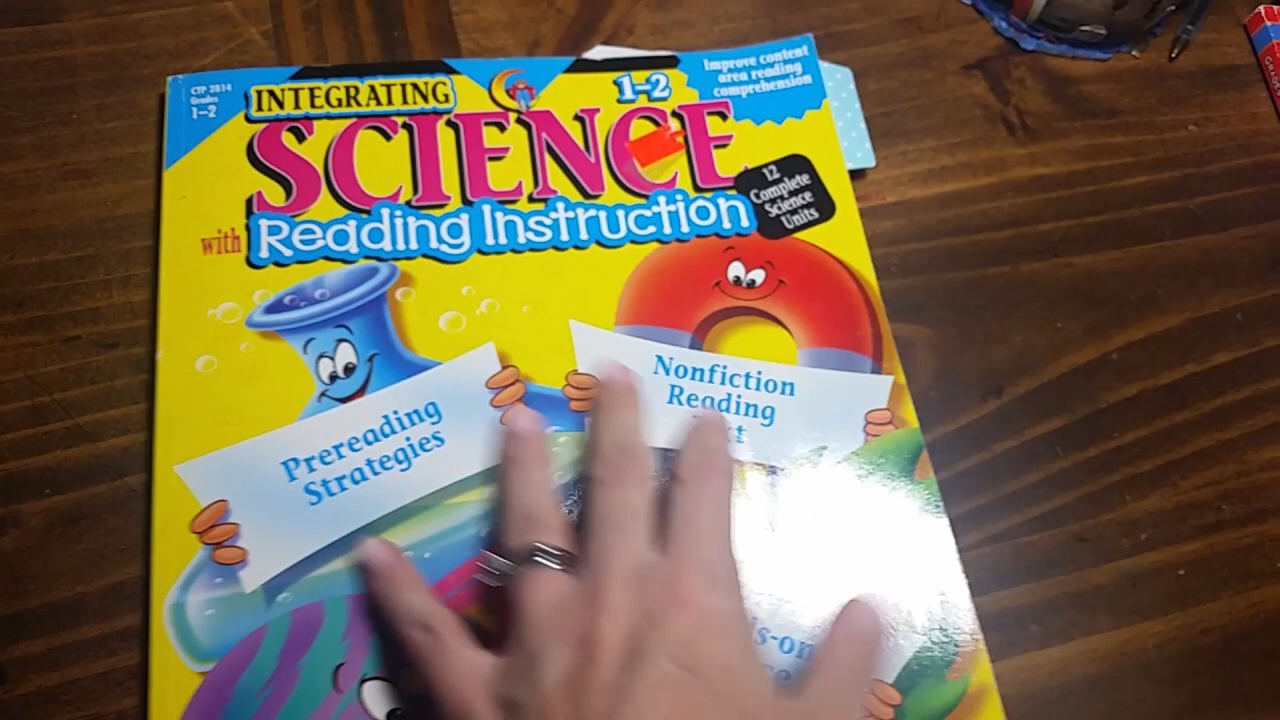 CTP 2814
Grades
1–2
INTEGRATING
1–2
Improve content
area reading
comprehension
SCIENCE
with Reading Instruction
12
Complete
Science
Units
Prereading
Strategies
Nonfiction
Reading